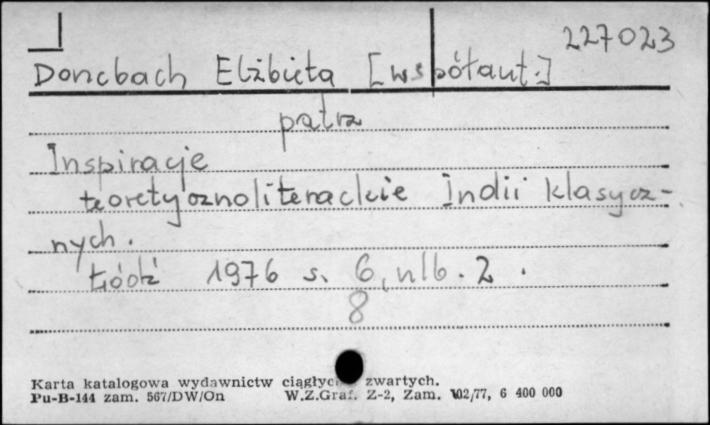 227023
Doncbach Elżbieta [współaut.]
patrz
Inspiracje
teoretycznoliterackie Indii klasycz-
nych.
Łódź 1976 s. 6, nlb. 2.
8
Karta katalogowa wydawnictw ciągłych zwartych.
Pu-B-144 zam. 567/DW/On W.Z.Graf. Z-2, Zam. 102/77, 6 400 000